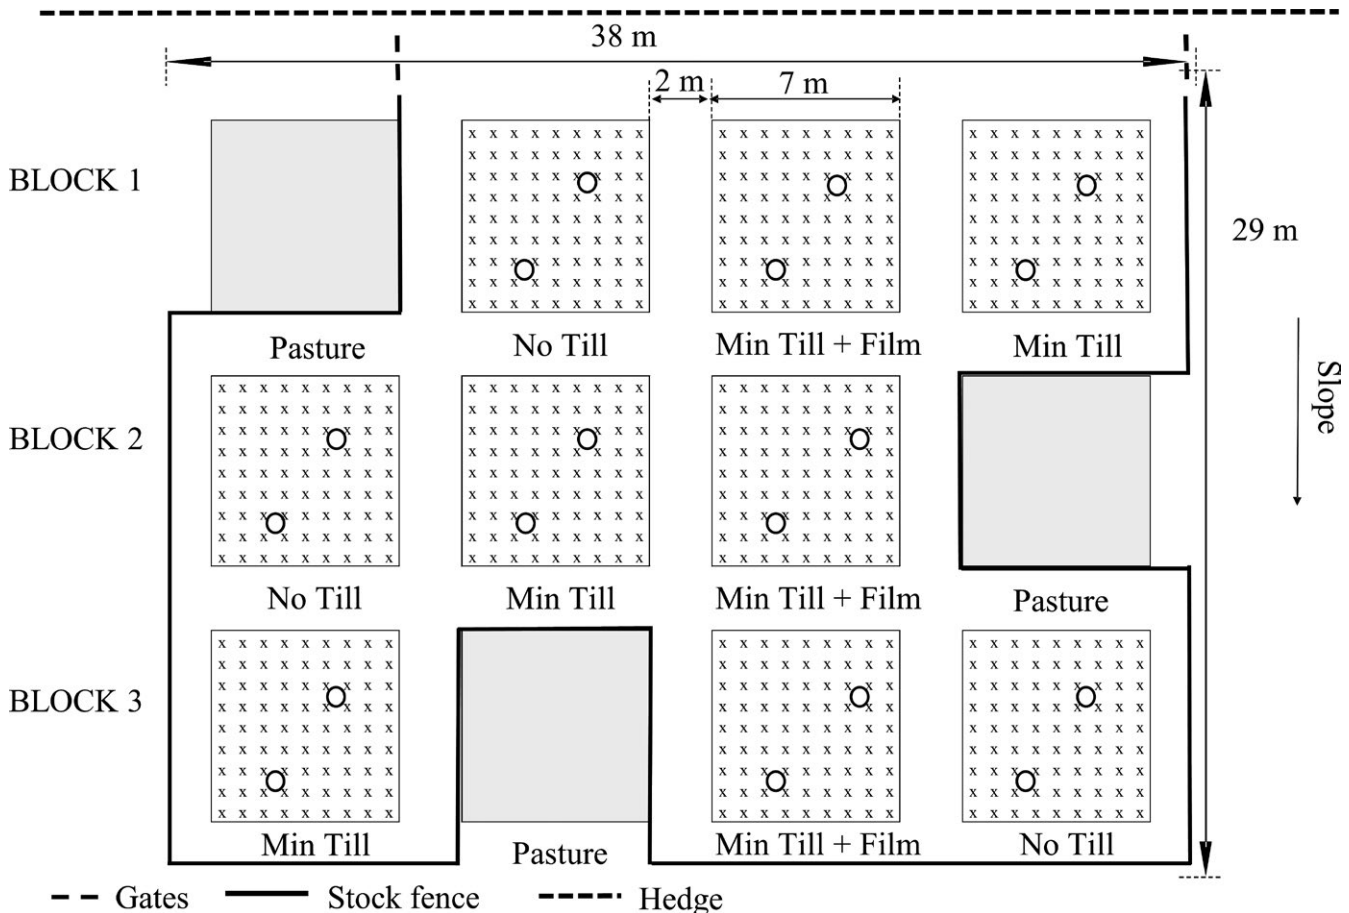 38 m
2 m
7 m
BLOCK 1
29 m
Pasture
No Till
Min Till + Film
Min Till
Slope
BLOCK 2
No Till
Min Till
Min Till + Film
Pasture
BLOCK 3
Min Till
Pasture
Min Till + Film
No Till
Gates
Stock fence
Hedge